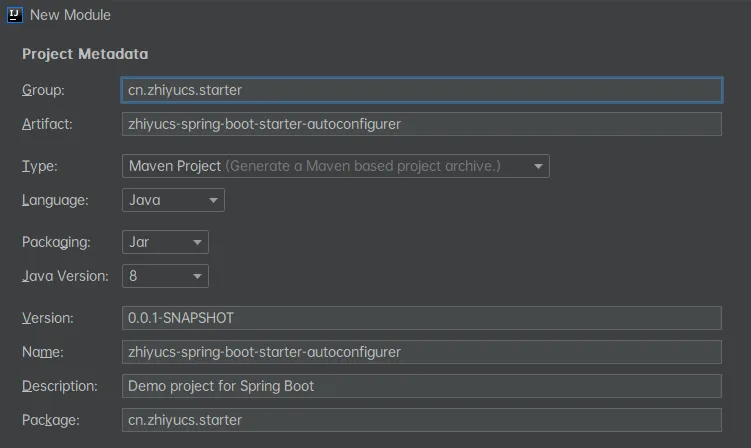 New Module
Project Metadata
Group: cn.zhiyucs.starter
Artifact: zhiyucs-spring-boot-starter-autoconfigurer
Type: Maven Project (Generate a Maven based project archive.)
Language: Java
Packaging: Jar
Java Version: 8
Version: 0.0.1-SNAPSHOT
Name: zhiyucs-spring-boot-starter-autoconfigurer
Description: Demo project for Spring Boot
Package: cn.zhiyucs.starter